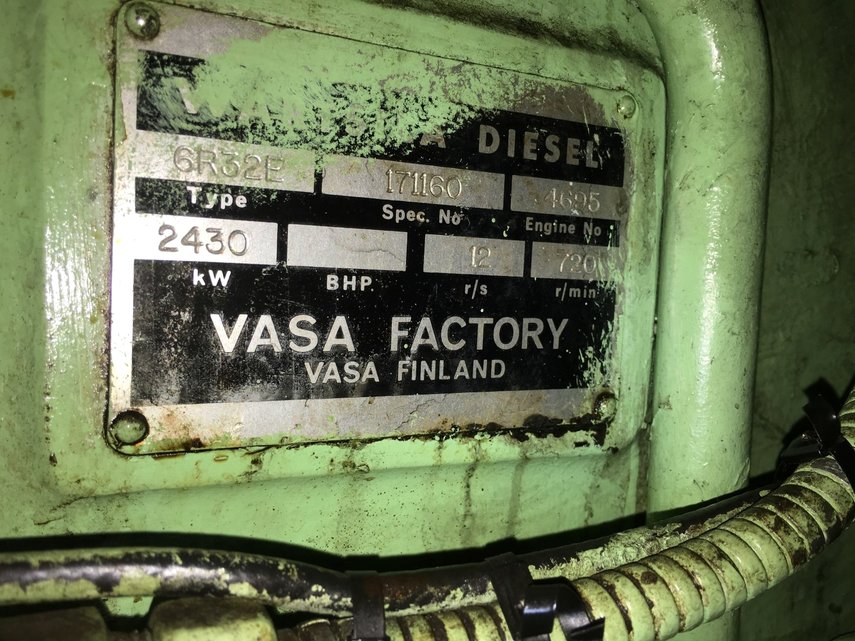 WÄRTSILÄ DIESEL
6R32E 171160 4695
Type Spec. No Engine No
2430 12 720
kW BHP r/s r/min
VASA FACTORY
VASA FINLAND